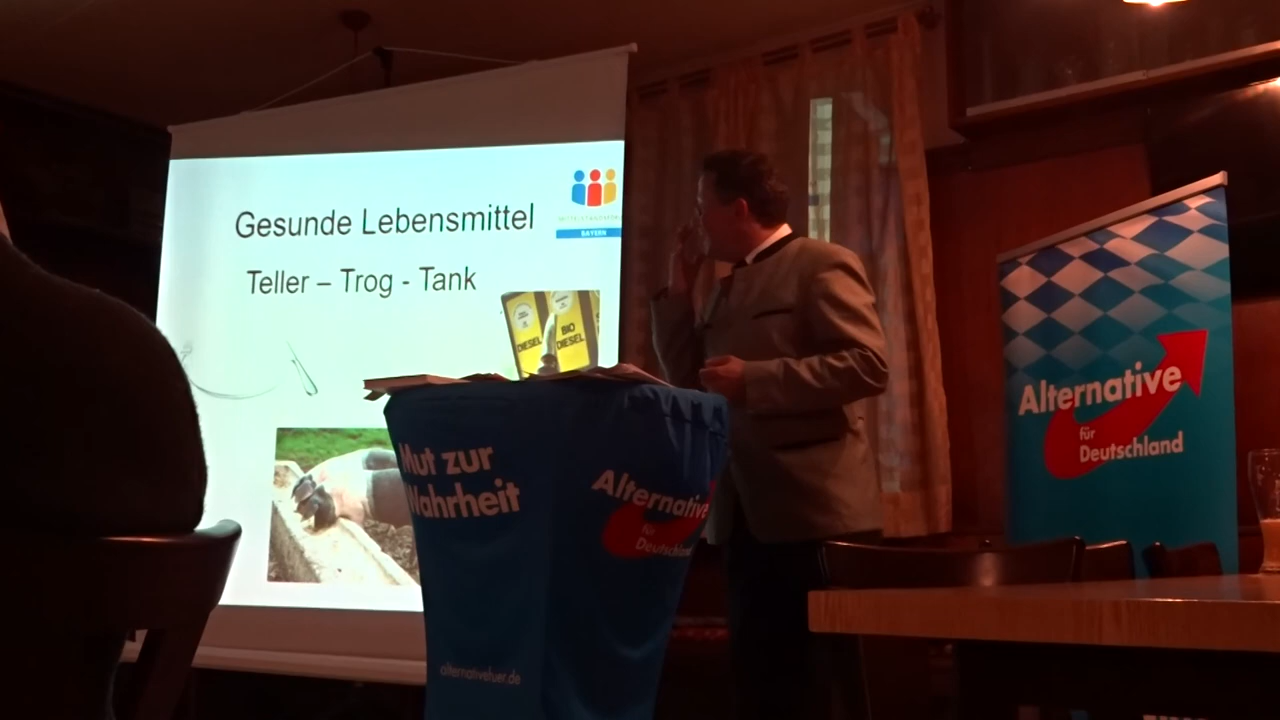 Gesunde Lebensmittel
Teller – Trog - Tank
BAYERN
DIESEL
BIO
DIESEL
Mut zur
Wahrheit
alternativefuer.de
Alternative
für
Deutschland
Alternative
für
Deutschland